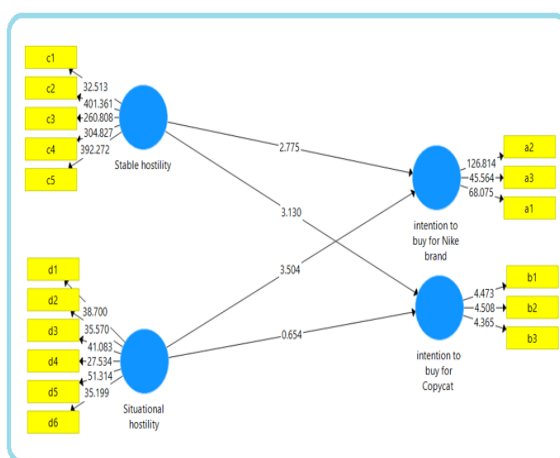 c1
c2
c3
c4
c5
32.513
401.361
260.808
304.827
392.272
Stable hostility
2.775
3.130
3.504
0.654
a2
a3
a1
126.814
45.564
68.075
intention to
buy for Nike
brand
b1
b2
b3
4.473
4.508
4.365
intention to
buy for
Copycat
d1
d2
d3
d4
d5
d6
38.700
35.570
41.083
27.534
51.314
35.199
Situational
hostility